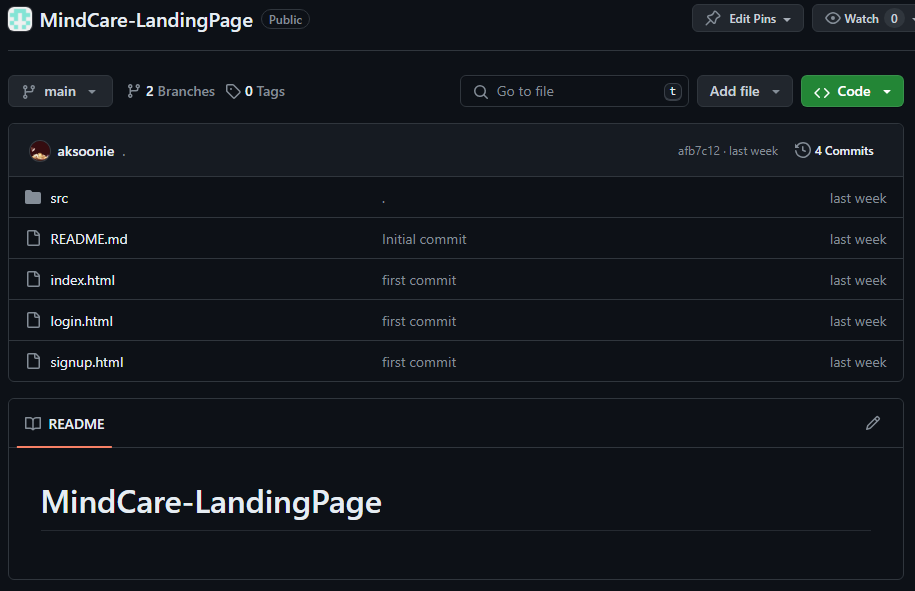 MindCare-LandingPage Public Edit Pins Watch 0
main 2 Branches 0 Tags Go to file t Add file <> Code
aksoonie . afb7c12 · last week 4 Commits
src . last week
README.md Initial commit last week
index.html first commit last week
login.html first commit last week
signup.html first commit last week
README
MindCare-LandingPage